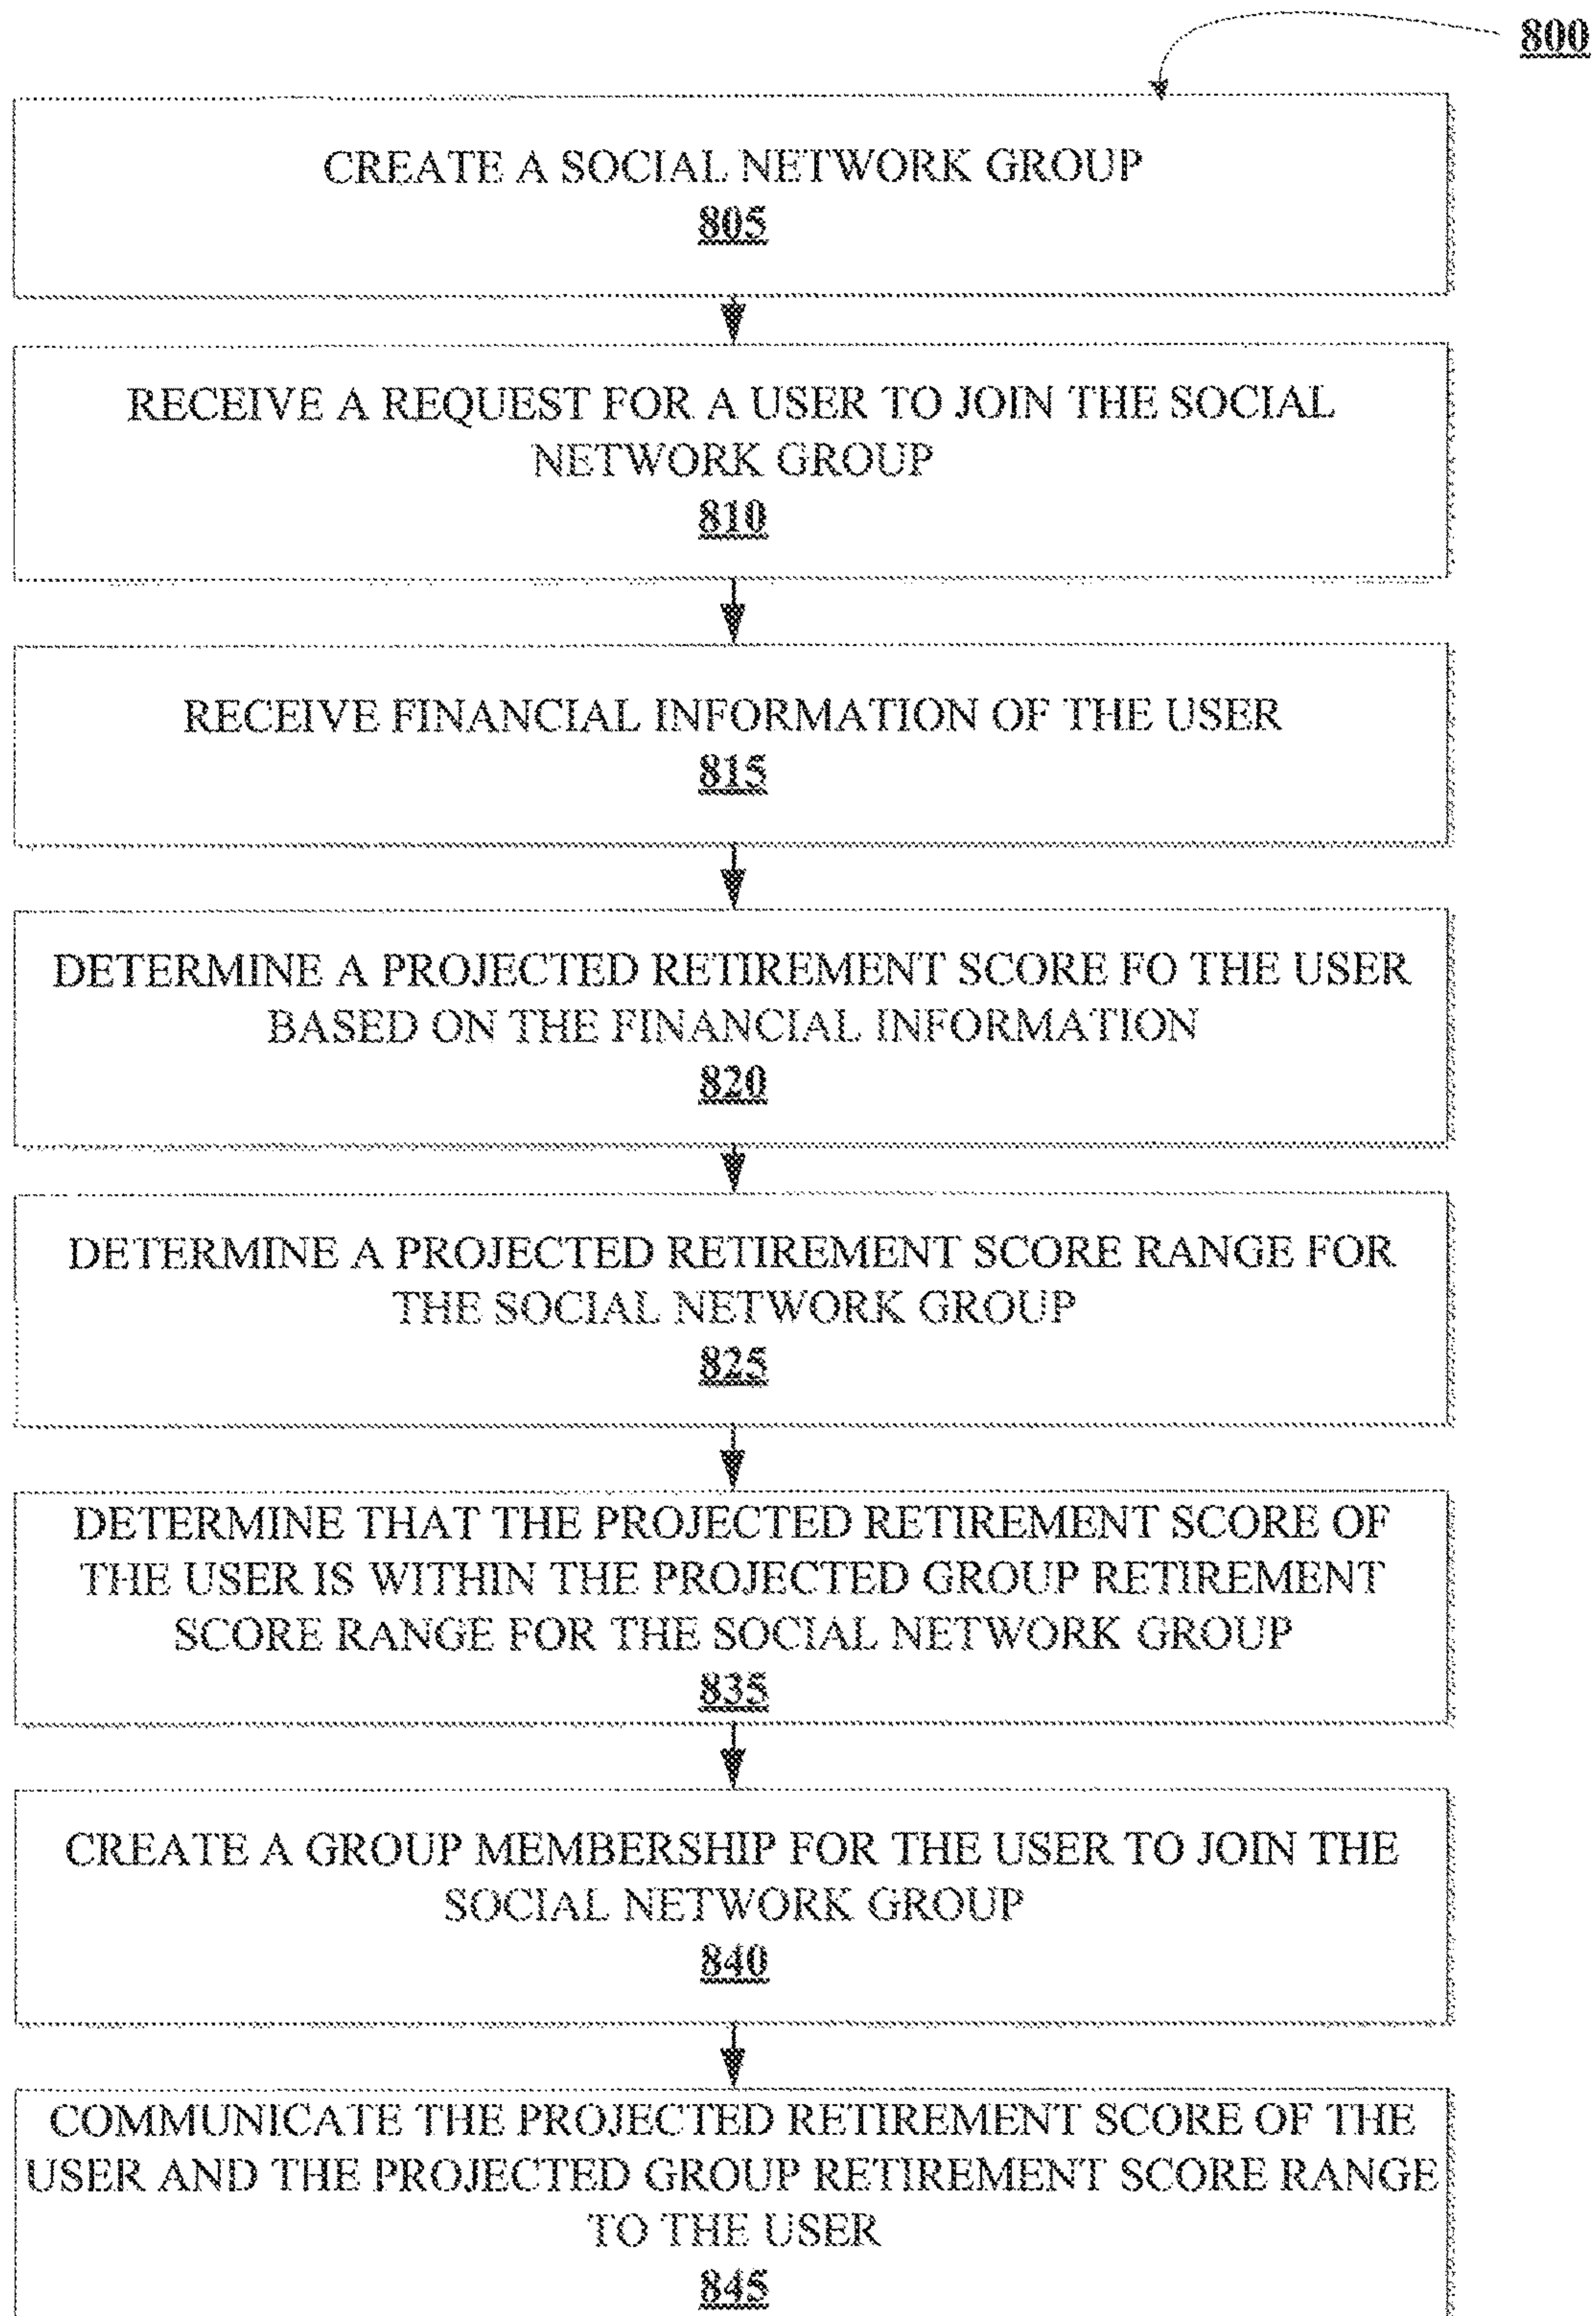 800
CREATE A SOCIAL NETWORK GROUP
805
RECEIVE A REQUEST FOR A USER TO JOIN THE SOCIAL
NETWORK GROUP
810
RECEIVE FINANCIAL INFORMATION OF THE USER
815
DETERMINE A PROJECTED RETIREMENT SCORE FO THE USER
BASED ON THE FINANCIAL INFORMATION
820
DETERMINE A PROJECTED RETIREMENT SCORE RANGE FOR
THE SOCIAL NETWORK GROUP
825
DETERMINE THAT THE PROJECTED RETIREMENT SCORE OF
THE USER IS WITHIN THE PROJECTED GROUP RETIREMENT
SCORE RANGE FOR THE SOCIAL NETWORK GROUP
835
CREATE A GROUP MEMBERSHIP FOR THE USER TO JOIN THE
SOCIAL NETWORK GROUP
840
COMMUNICATE THE PROJECTED RETIREMENT SCORE OF THE
USER AND THE PROJECTED GROUP RETIREMENT SCORE RANGE
TO THE USER
845